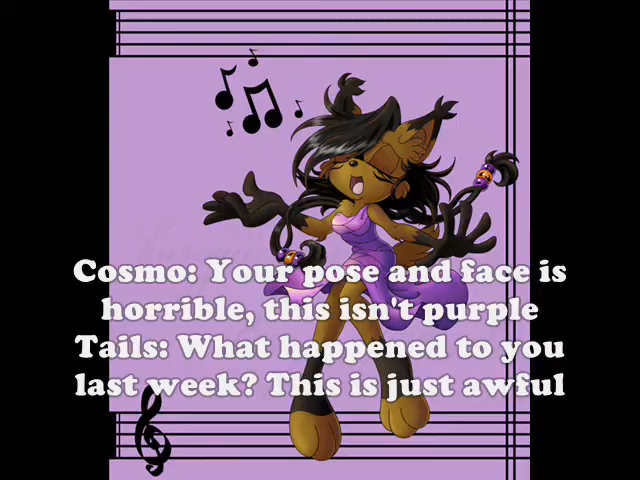 Cosmo: Your pose and face is
horrible, this isn't purple
Tails: What happened to you
last week? This is just awful